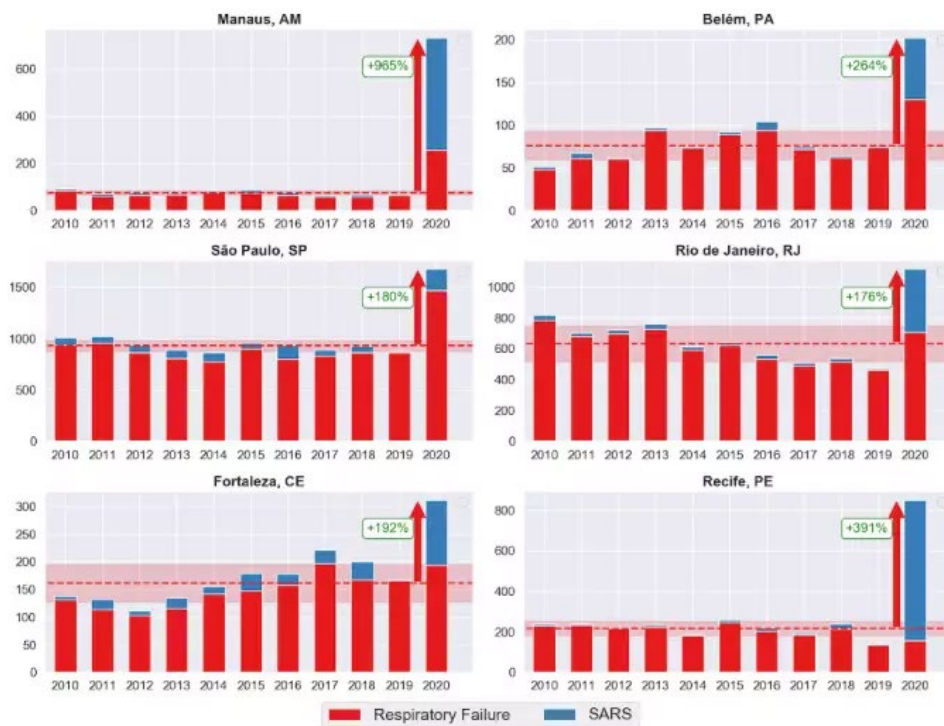 Manaus, AM
600
400
200
0
+965%
2010 2011 2012 2013 2014 2015 2016 2017 2018 2019 2020
Belém, PA
200
150
100
50
0
+264%
2010 2011 2012 2013 2014 2015 2016 2017 2018 2019 2020
São Paulo, SP
1500
1000
500
0
+180%
2010 2011 2012 2013 2014 2015 2016 2017 2018 2019 2020
Rio de Janeiro, RJ
1000
800
600
400
200
0
+176%
2010 2011 2012 2013 2014 2015 2016 2017 2018 2019 2020
Fortaleza, CE
300
250
200
150
100
50
0
+192%
2010 2011 2012 2013 2014 2015 2016 2017 2018 2019 2020
Recife, PE
800
600
400
200
0
+391%
2010 2011 2012 2013 2014 2015 2016 2017 2018 2019 2020
Respiratory Failure SARS